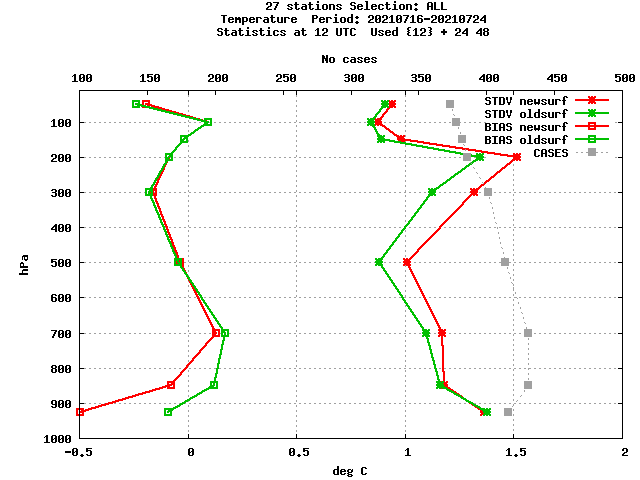 27 stations Selection: ALL
Temperature  Period: 20210716-20210724
Statistics at 12 UTC  Used {12} + 24 48
No cases
100 150 200 250 300 350 400 450 500
STDV newsurf
STDV oldsurf
BIAS newsurf
BIAS oldsurf
CASES
100
200
300
400
500
600
700
800
900
1000
hPa
-0.5 0 0.5 1 1.5 2
deg C